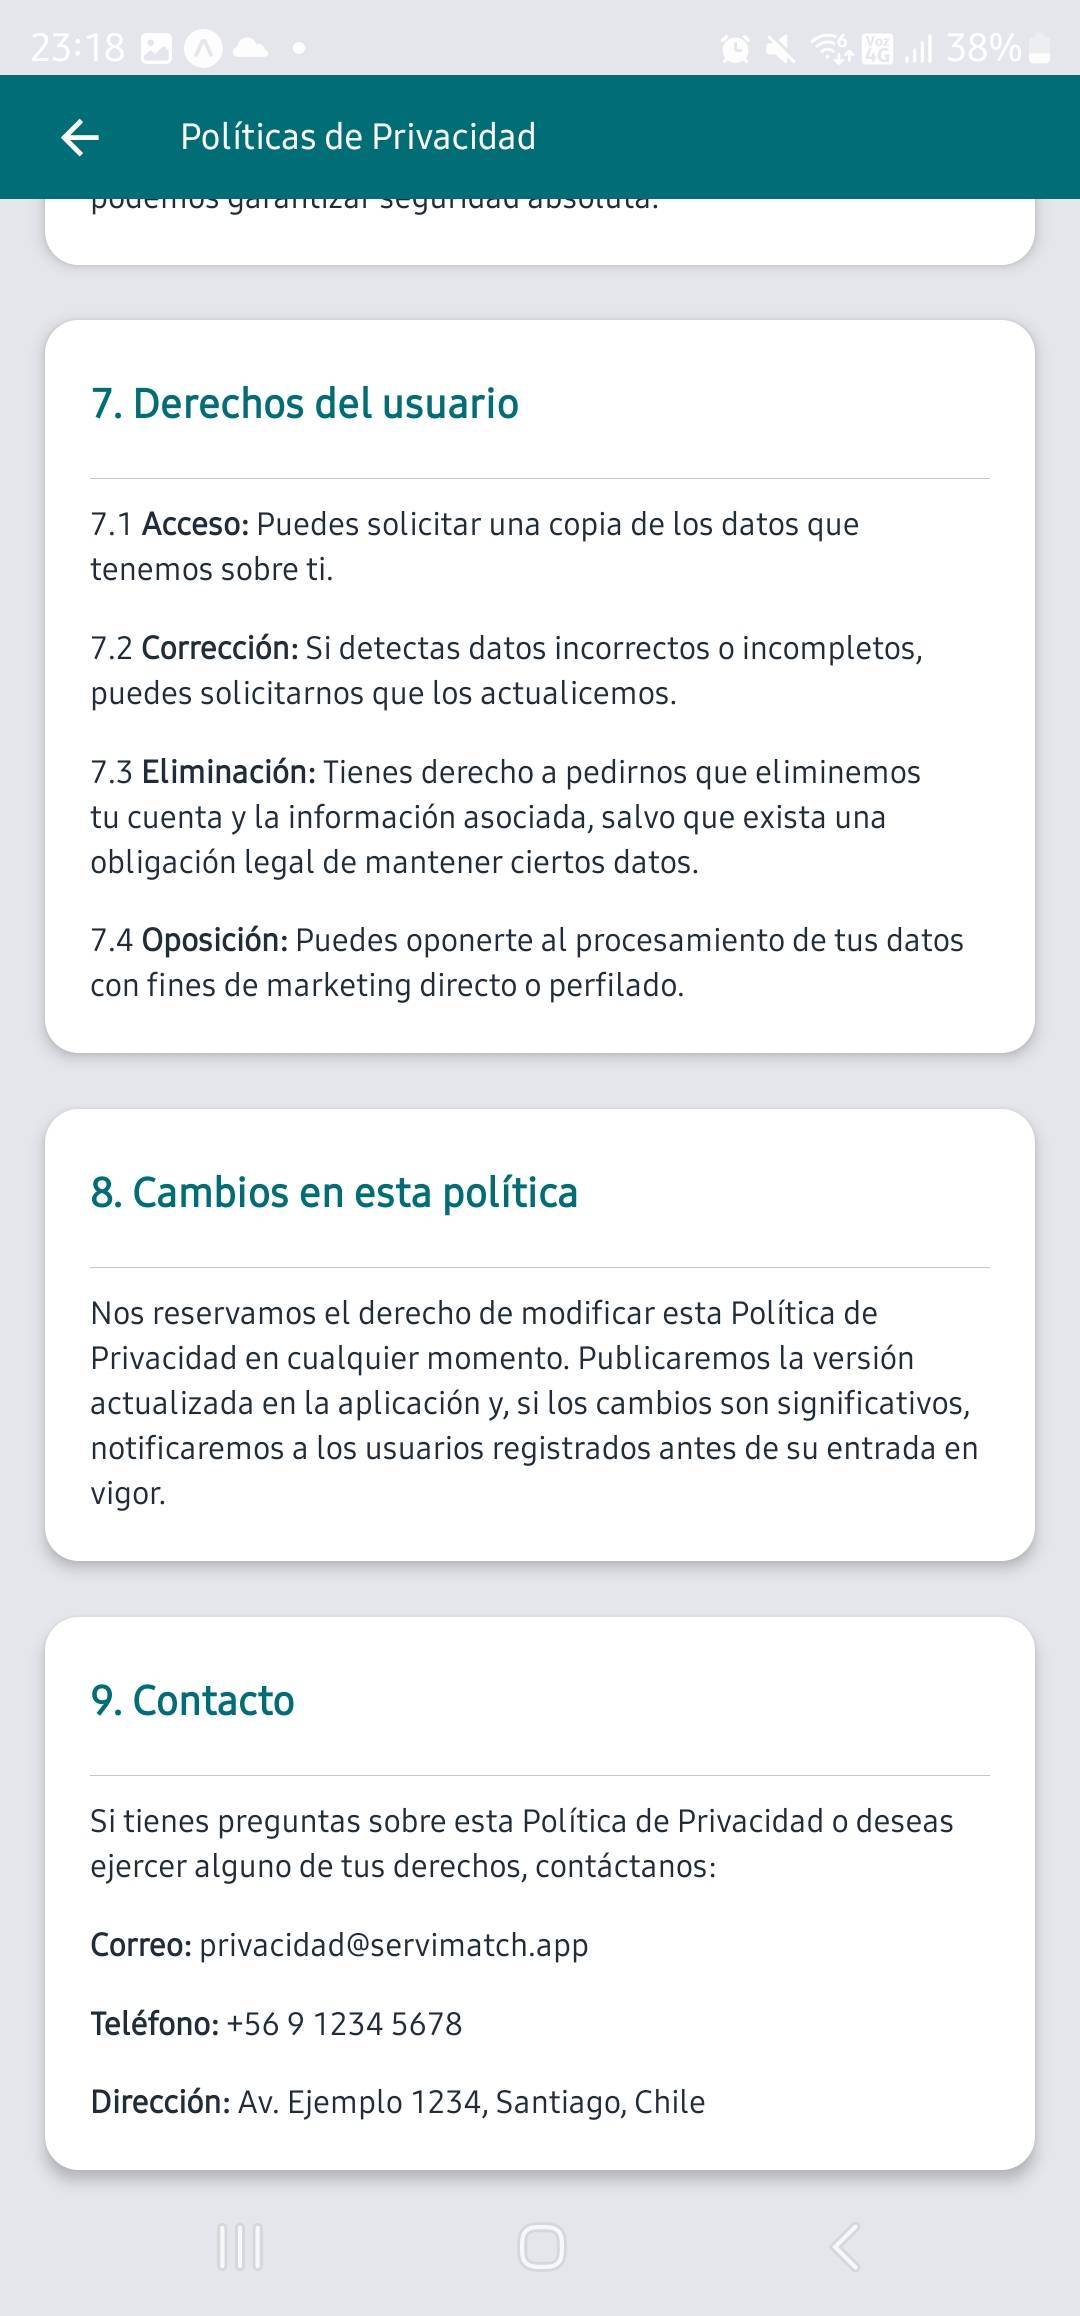 23:18
Voz
4G
38%
Políticas de Privacidad
podemos garantizar seguridad absoluta.
7. Derechos del usuario
7.1 Acceso: Puedes solicitar una copia de los datos que
tenemos sobre ti.
7.2 Corrección: Si detectas datos incorrectos o incompletos,
puedes solicitarnos que los actualicemos.
7.3 Eliminación: Tienes derecho a pedirnos que eliminemos
tu cuenta y la información asociada, salvo que exista una
obligación legal de mantener ciertos datos.
7.4 Oposición: Puedes oponerte al procesamiento de tus datos
con fines de marketing directo o perfilado.
8. Cambios en esta política
Nos reservamos el derecho de modificar esta Política de
Privacidad en cualquier momento. Publicaremos la versión
actualizada en la aplicación y, si los cambios son significativos,
notificaremos a los usuarios registrados antes de su entrada en
vigor.
9. Contacto
Si tienes preguntas sobre esta Política de Privacidad o deseas
ejercer alguno de tus derechos, contáctanos:
Correo: privacidad@servimatch.app
Teléfono: +56 9 1234 5678
Dirección: Av. Ejemplo 1234, Santiago, Chile